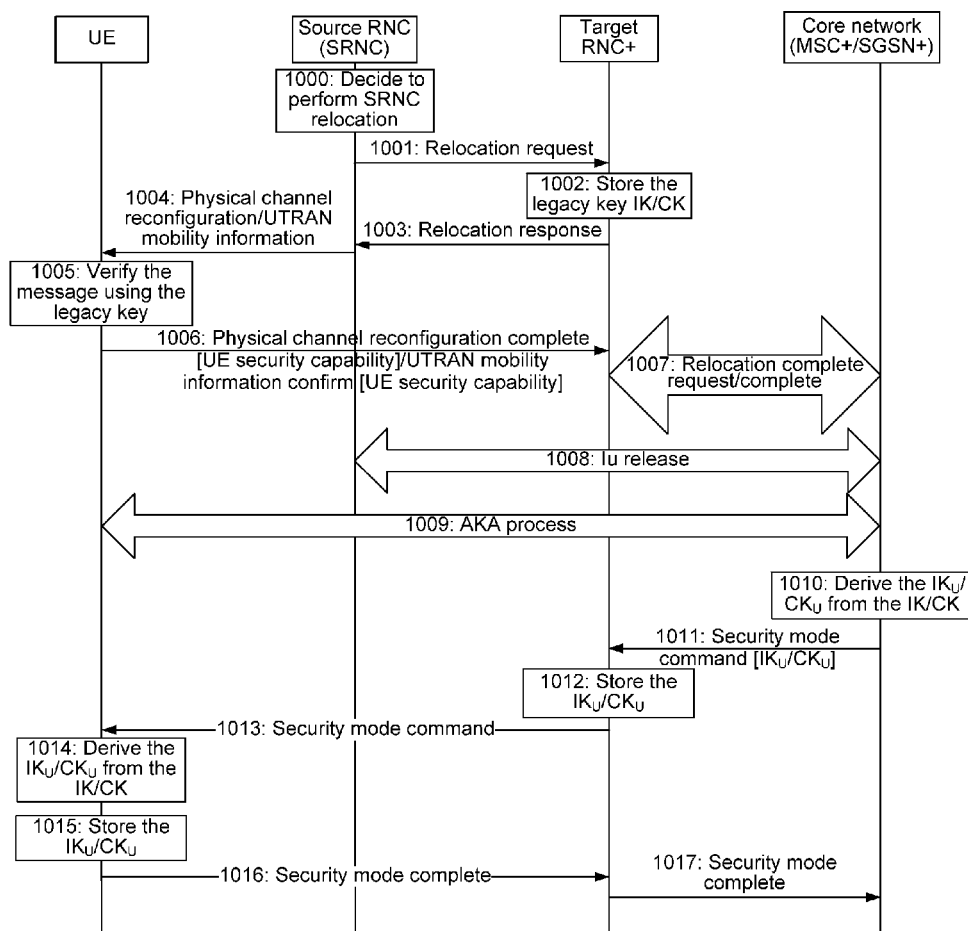 UE
Source RNC
(SRNC)
Target
RNC+
Core network
(MSC+/SGSN+)
1000: Decide to
perform SRNC
relocation
1001: Relocation request
1002: Store the
legacy key IK/CK
1003: Relocation response
1004: Physical channel
reconfiguration/UTRAN
mobility information
1005: Verify the
message using the
legacy key
1006: Physical channel reconfiguration complete
[UE security capability]/UTRAN mobility
information confirm [UE security capability]
1007: Relocation complete
request/complete
1008: Iu release
1009: AKA process
1010: Derive the IKU/
CKU from the IK/CK
1011: Security mode
command [IKU/CKU]
1012: Store the
IKU/CKU
1013: Security mode command
1014: Derive the
IKU/CKU from the
IK/CK
1015: Store the
IKU/CKU
1016: Security mode complete
1017: Security mode
complete